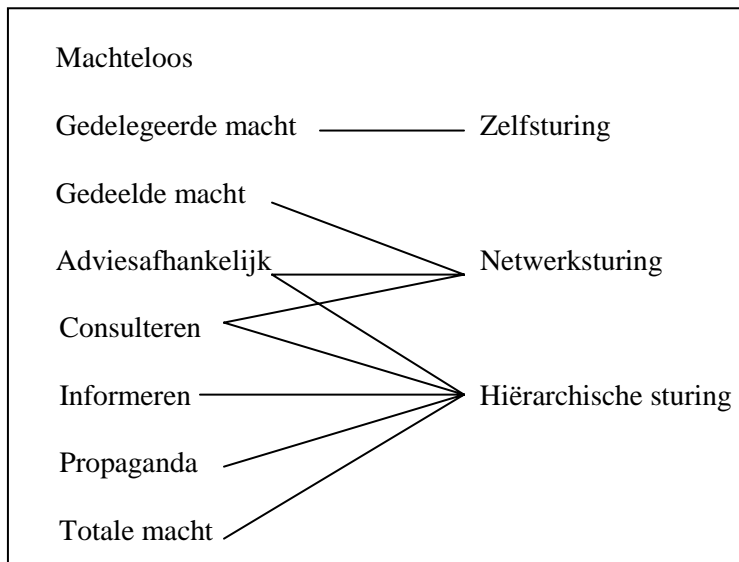 Machteloos
Gedelegeerde macht Zelfsturing
Gedeelde macht
Adviesafhankelijk Netwerksturing
Consulteren
Informeren Hiërarchische sturing
Propaganda
Totale macht